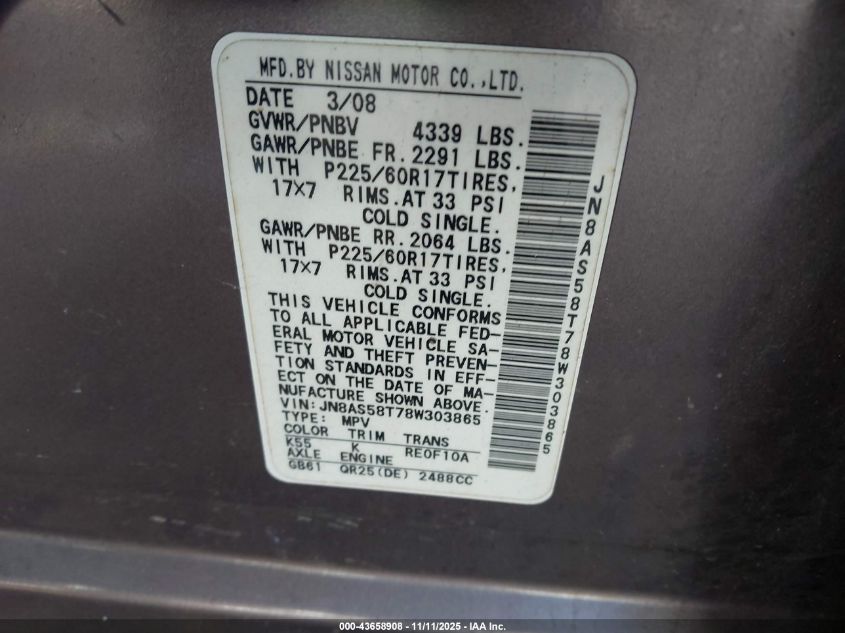 MFD.BY NISSAN MOTOR CO.,LTD.
DATE 3/08
GVWR/PNBV 4339 LBS.
GAWR/PNBE FR. 2291 LBS.
WITH P225/60R17TIRES,
17×7 RIMS.AT 33 PSI
COLD SINGLE.
GAWR/PNBE RR. 2064 LBS.
WITH P225/60R17TIRES,
17×7 RIMS.AT 33 PSI
COLD SINGLE.
THIS VEHICLE CONFORMS
TO ALL APPLICABLE FED-
ERAL MOTOR VEHICLE SA-
FETY AND THEFT PREVEN-
TION STANDARDS IN EFF-
ECT ON THE DATE OF MA-
NUFACTURE SHOWN ABOVE.
VIN: JN8AS58T78W303865
TYPE: MPV
COLOR TRIM TRANS
K55 K RE0F10A
AXLE ENGINE
GB61 QR25(DE) 2488CC
JN8AS58T78W303865
000-43658908 - 11/11/2025 - IAA Inc.